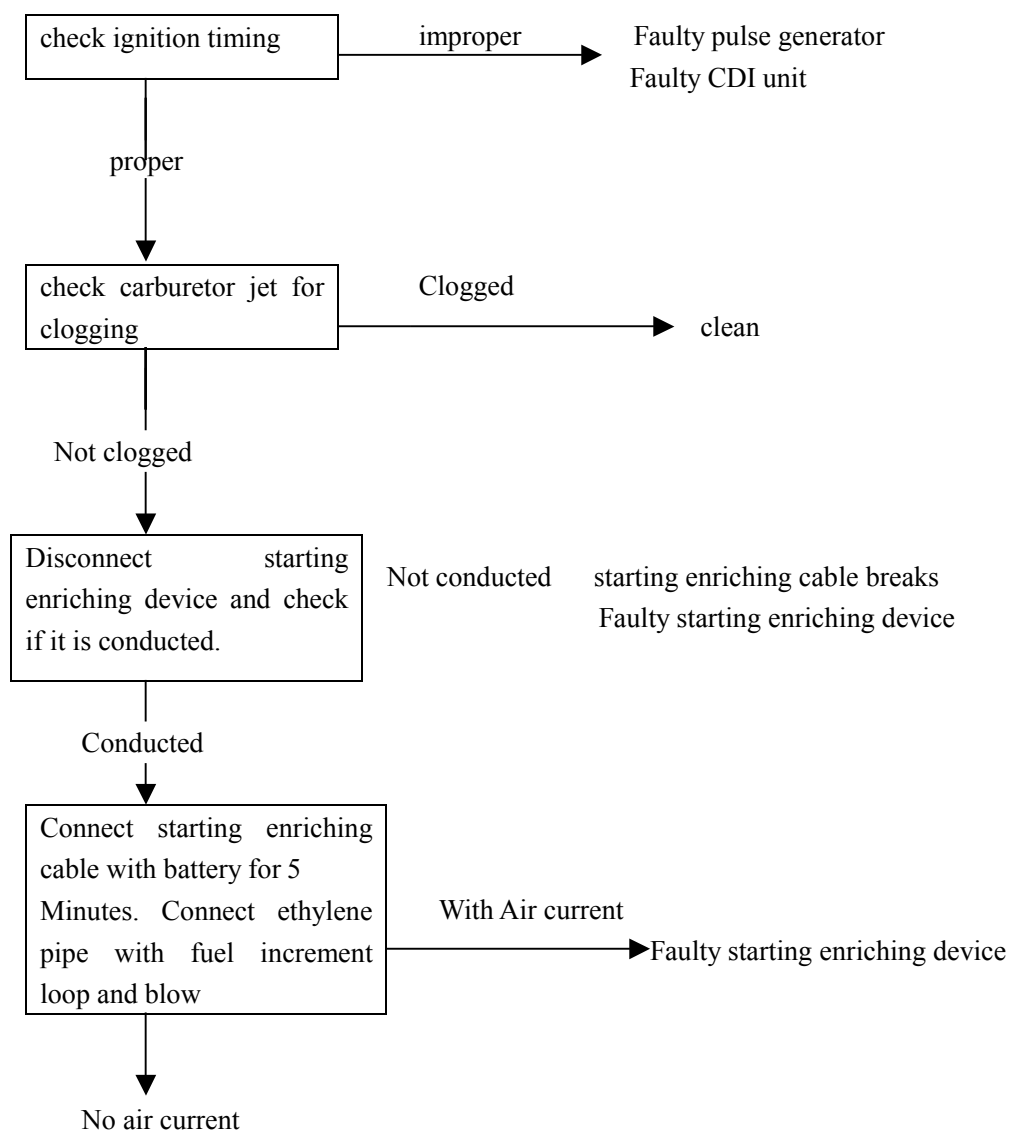 check ignition timing
improper
Faulty pulse generator
Faulty CDI unit
proper
check carburetor jet for
clogging
Clogged
clean
Not clogged
Disconnect starting
enriching device and check
if it is conducted.
Not conducted
starting enriching cable breaks
Faulty starting enriching device
Conducted
Connect starting enriching
cable with battery for 5
Minutes. Connect ethylene
pipe with fuel increment
loop and blow
With Air current
Faulty starting enriching device
No air current